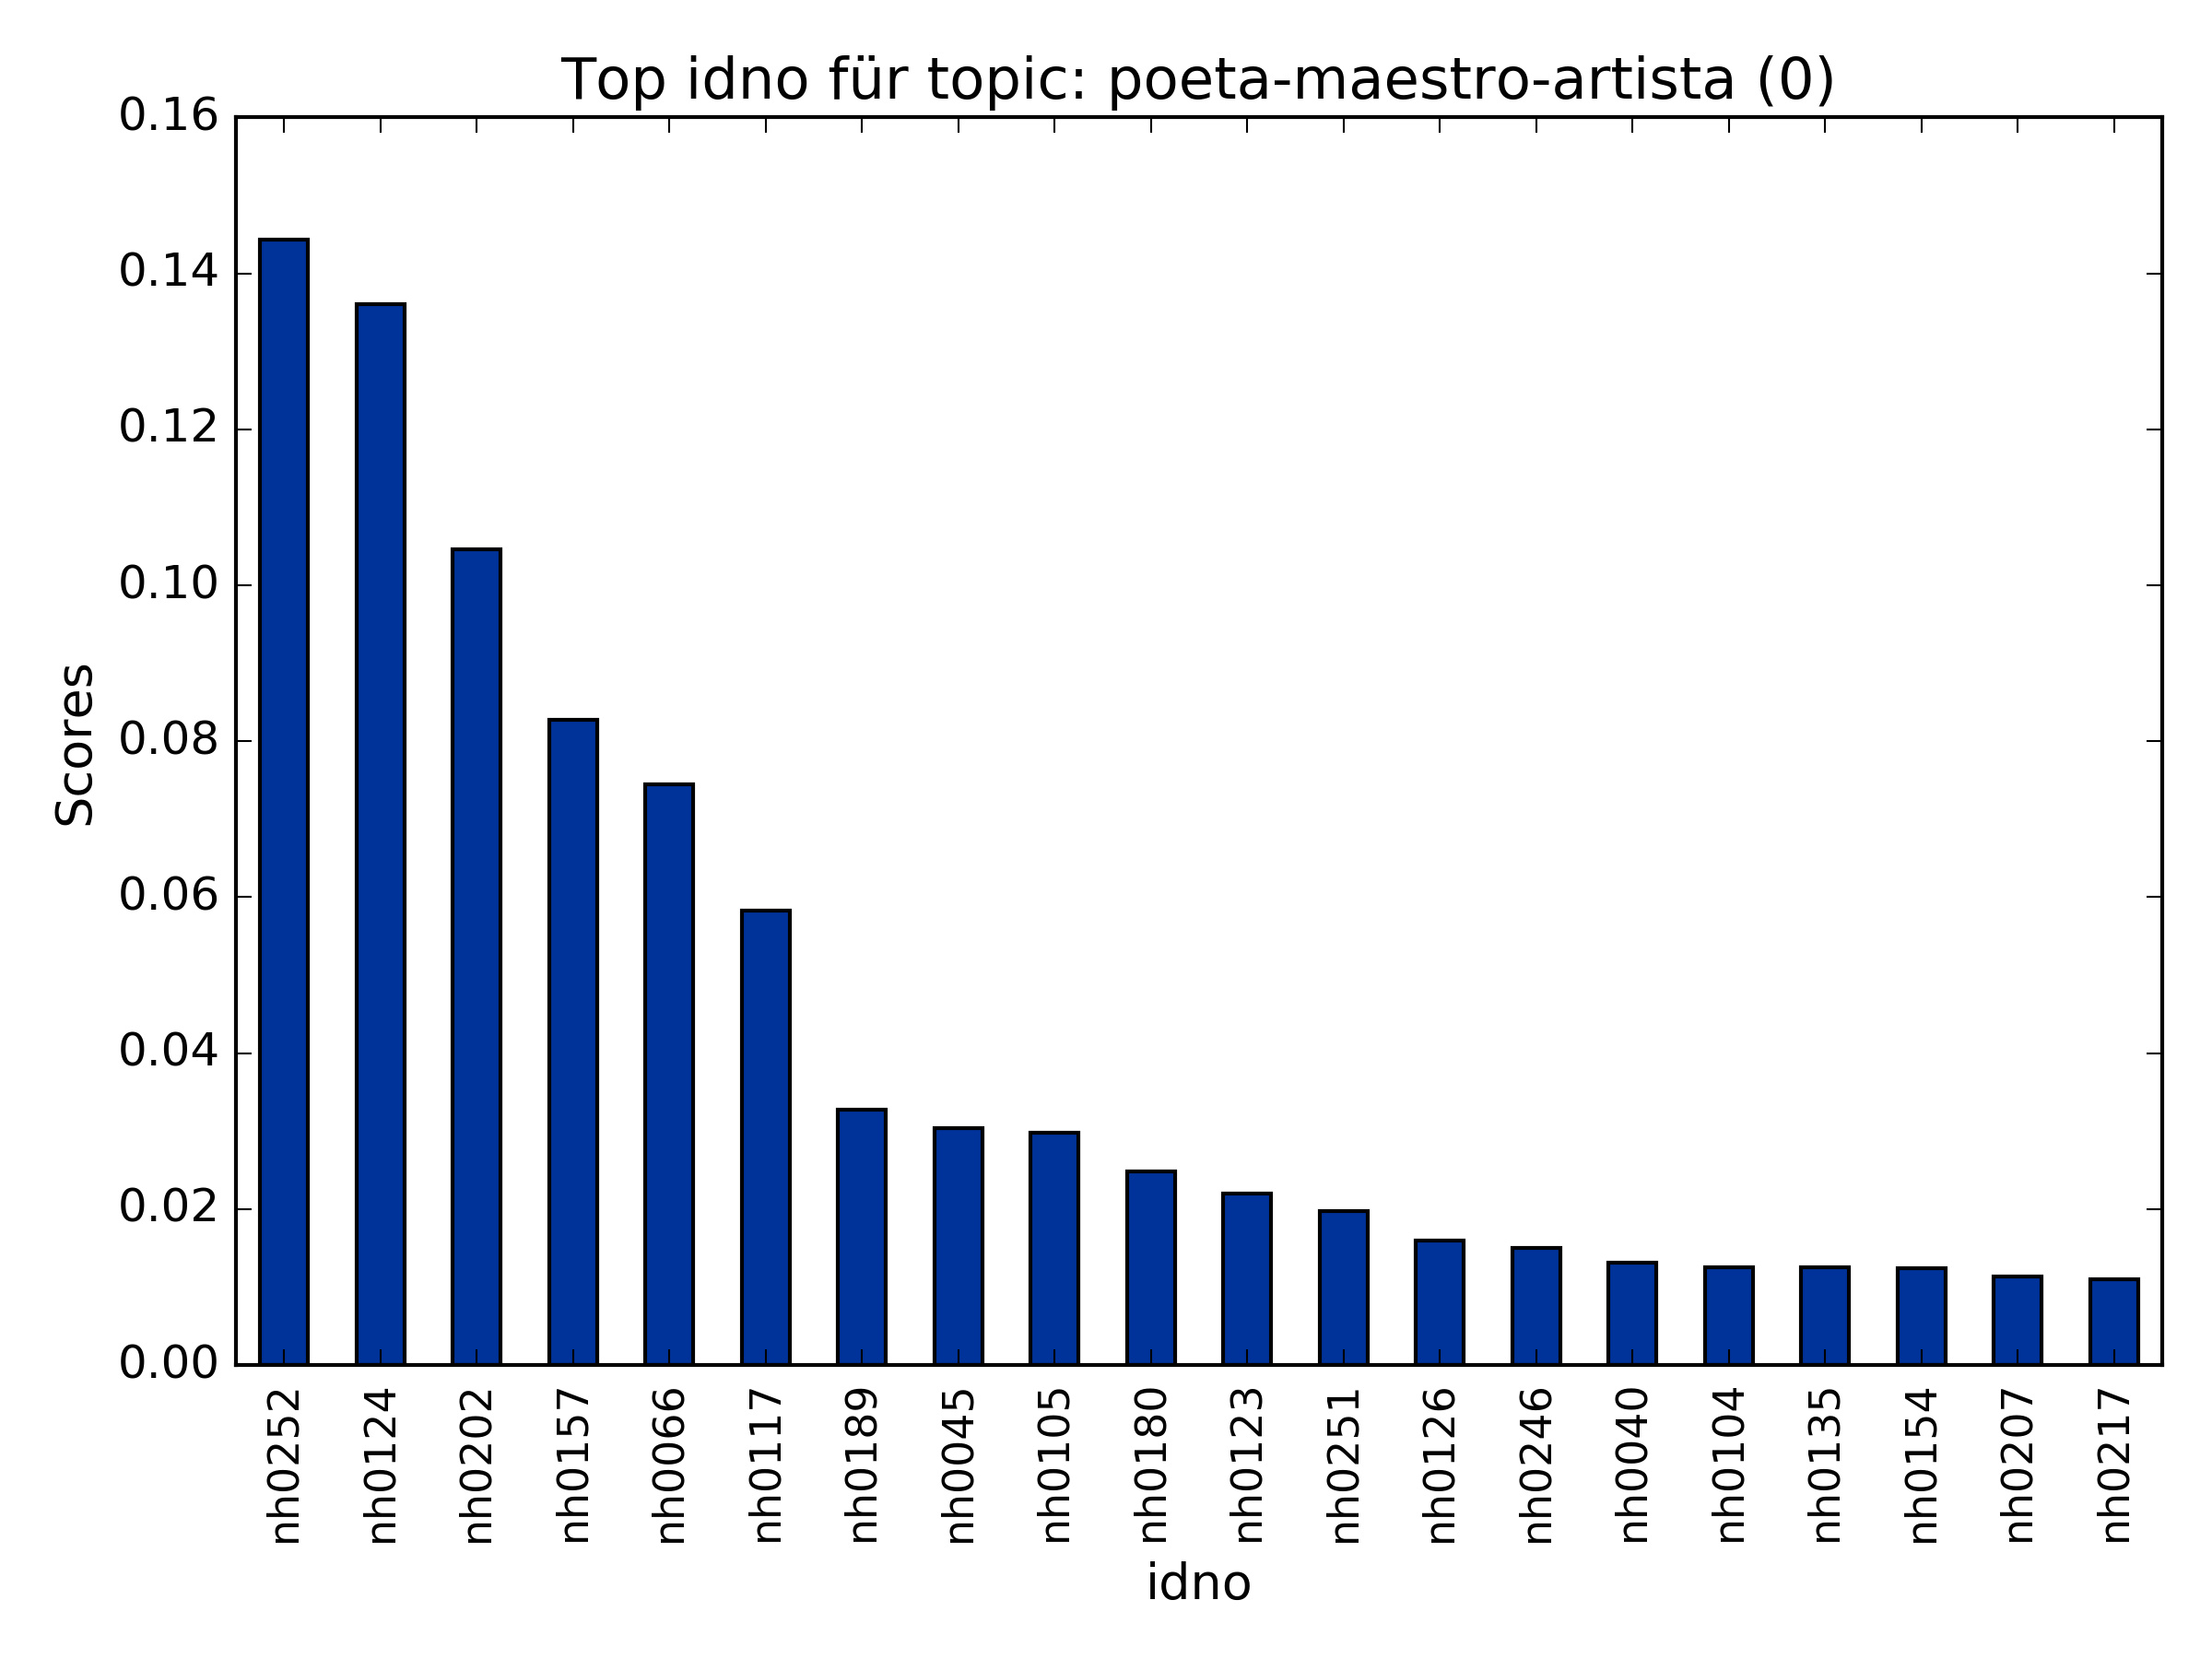 Top idno für topic: poeta-maestro-artista (0)
Scores
0.16
0.14
0.12
0.10
0.08
0.06
0.04
0.02
0.00
nh0252
nh0124
nh0202
nh0157
nh0066
nh0117
nh0189
nh0045
nh0105
nh0180
nh0123
nh0251
nh0126
nh0246
nh0040
nh0104
nh0135
nh0154
nh0207
nh0217
idno